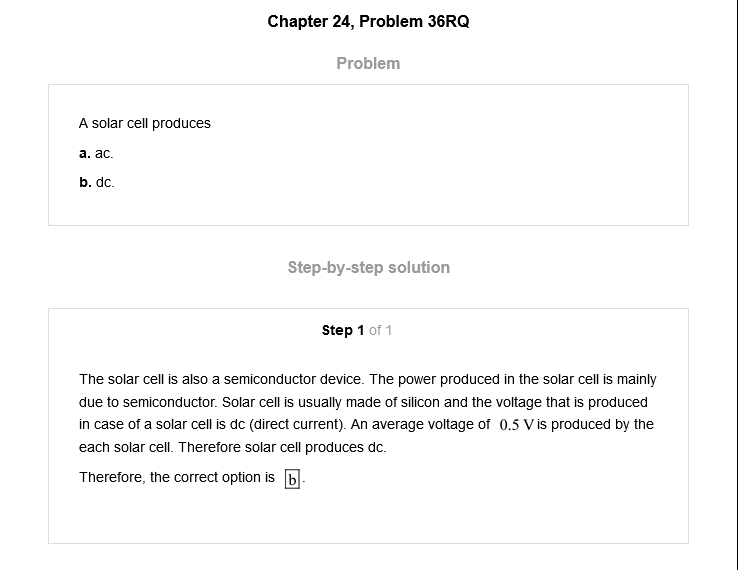 Chapter 24, Problem 36RQ
Problem
A solar cell produces
a. ac.
b. dc.
Step-by-step solution
Step 1 of 1
The solar cell is also a semiconductor device. The power produced in the solar cell is mainly
due to semiconductor. Solar cell is usually made of silicon and the voltage that is produced
in case of a solar cell is dc (direct current). An average voltage of 0.5 V is produced by the
each solar cell. Therefore solar cell produces dc.
Therefore, the correct option is b.